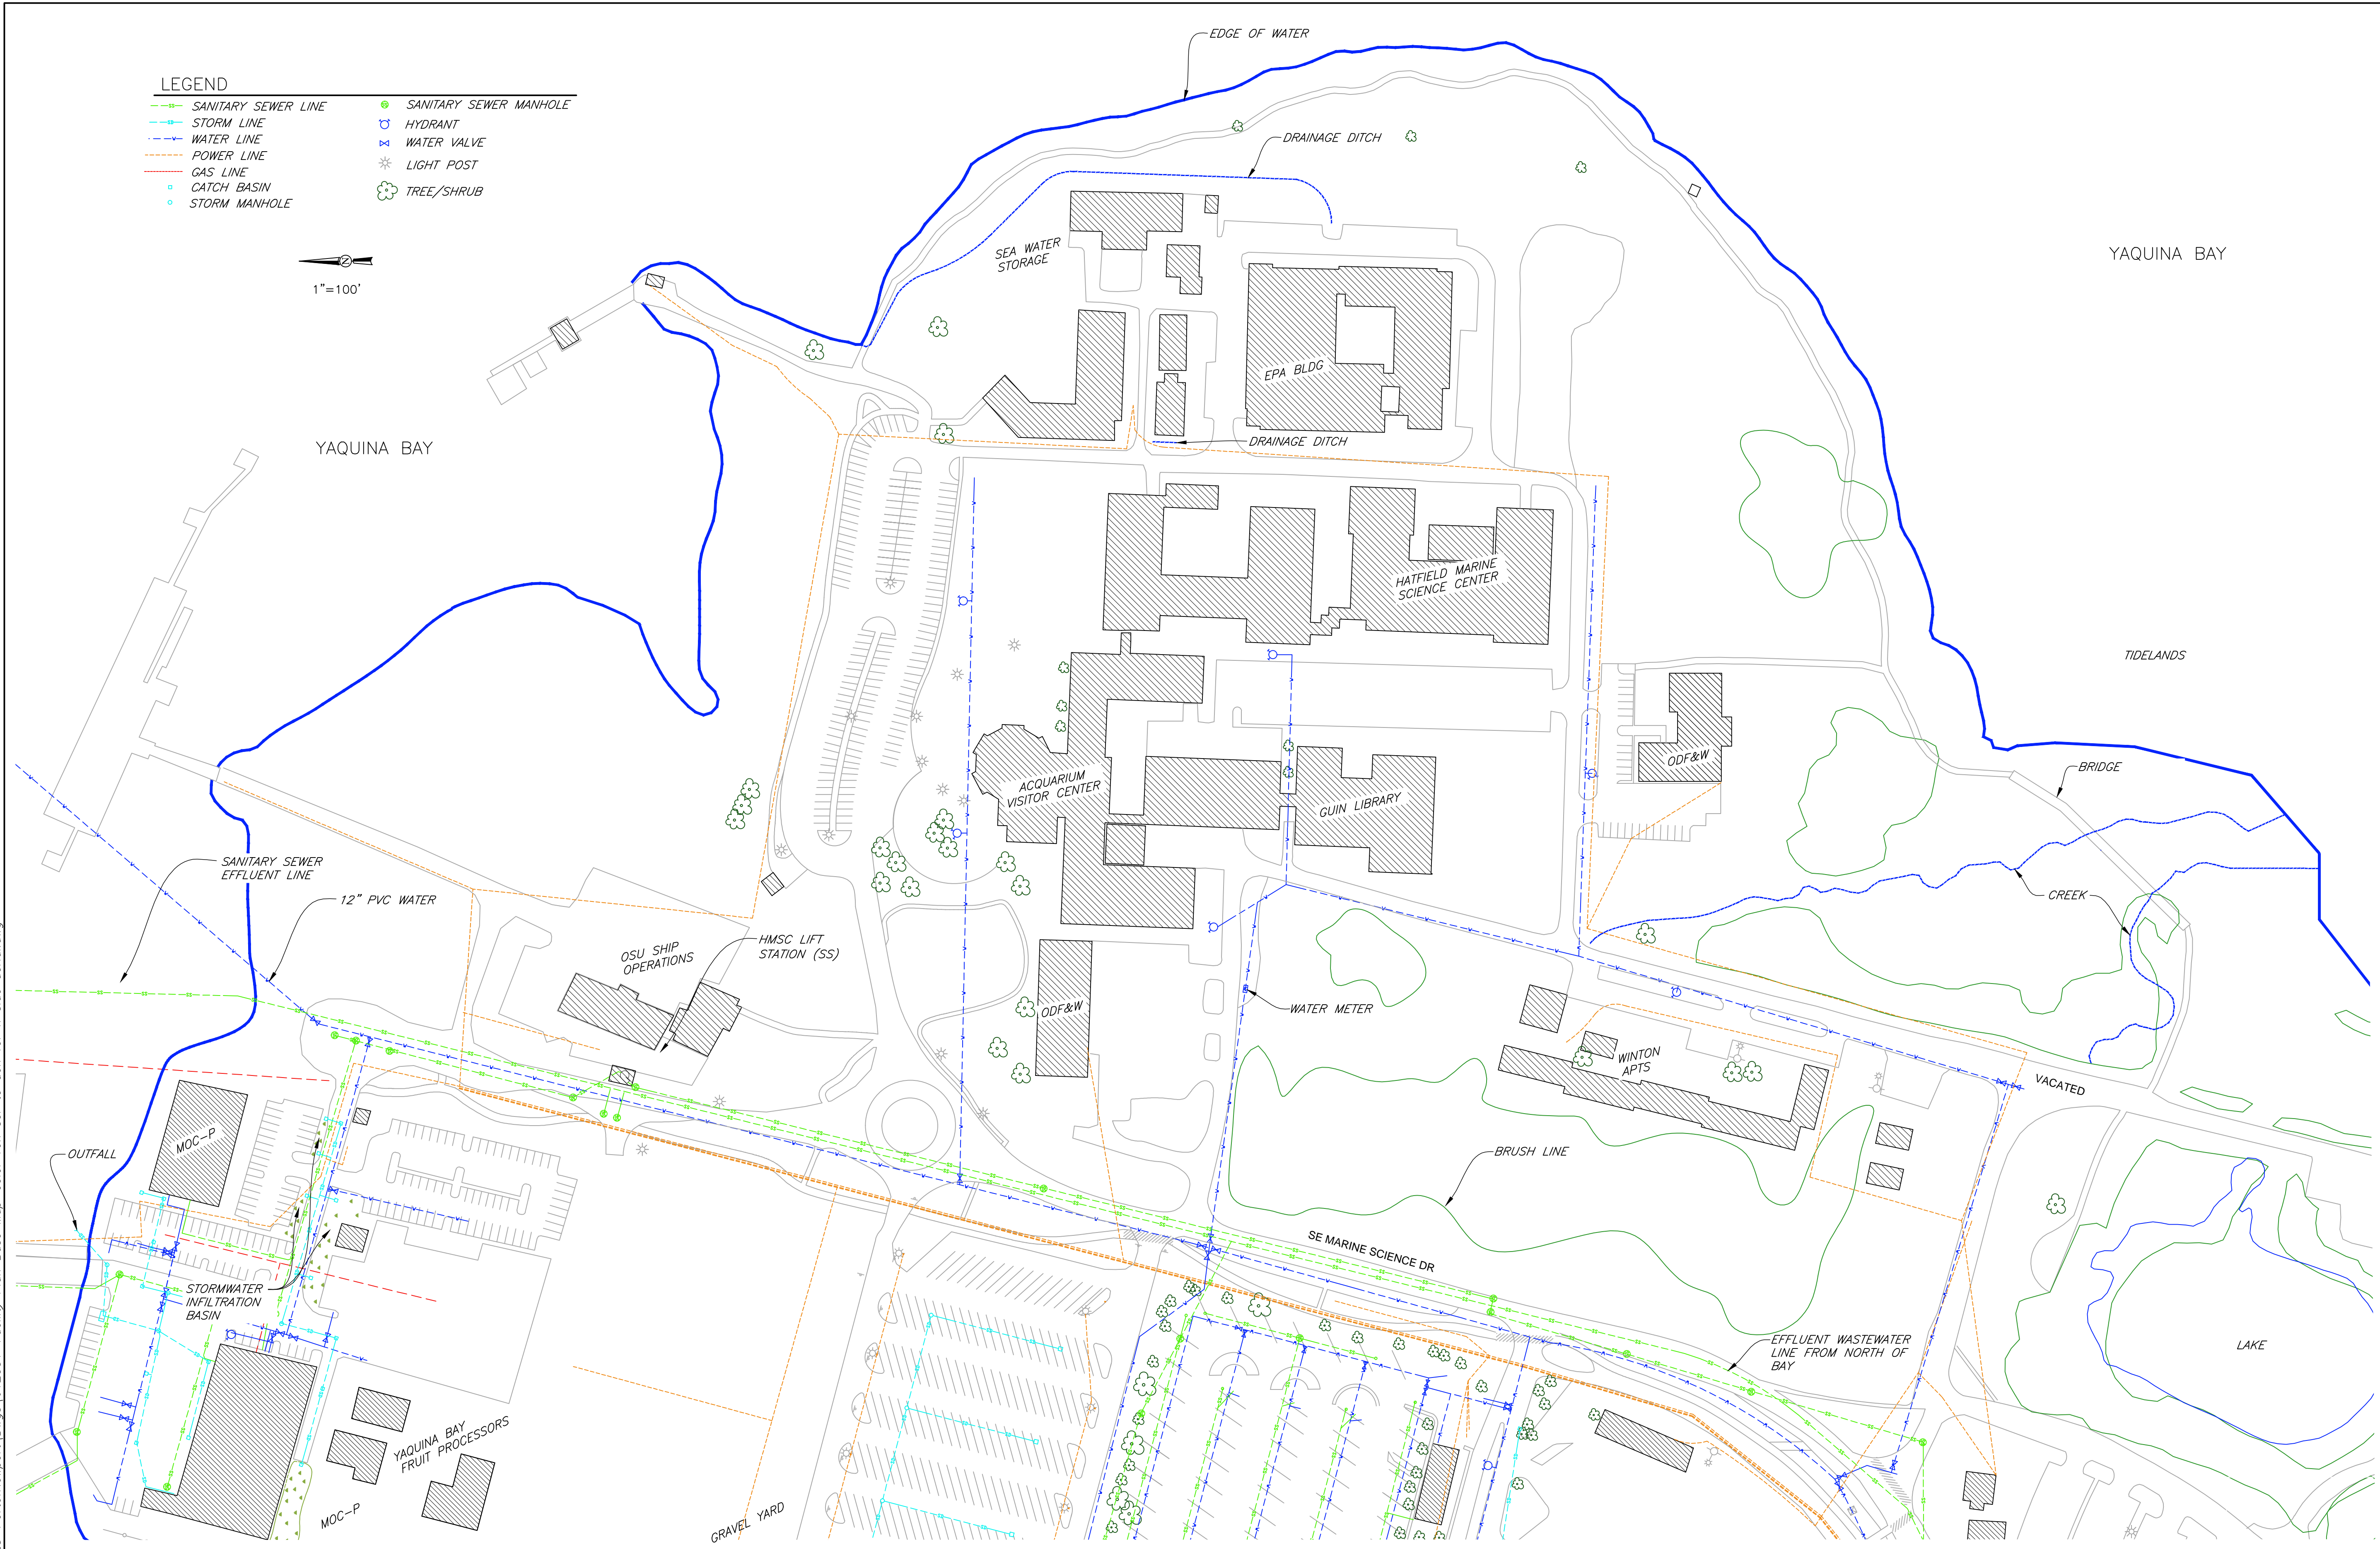 EDGE OF WATER
LEGEND
SANITARY SEWER LINE
STORM LINE
WATER LINE
POWER LINE
GAS LINE
CATCH BASIN
STORM MANHOLE
SANITARY SEWER MANHOLE
HYDRANT
WATER VALVE
LIGHT POST
TREE/SHRUB
N
1"=100'
DRAINAGE DITCH
SEA WATER
STORAGE
YAQUINA BAY
EPA BLDG
YAQUINA BAY
DRAINAGE DITCH
HATFIELD MARINE
SCIENCE CENTER
TIDELANDS
ODF&W
BRIDGE
ACQUARIUM
VISITOR CENTER
GUIN LIBRARY
SANITARY SEWER
EFFLUENT LINE
12" PVC WATER
CREEK
OSU SHIP
OPERATIONS
HMSC LIFT
STATION (SS)
ODF&W
WATER METER
WINTON
APTS
VACATED
MOC-P
OUTFALL
BRUSH LINE
SE MARINE SCIENCE DR
STORMWATER
INFILTRATION
BASIN
EFFLUENT WASTEWATER
LINE FROM NORTH OF
BAY
LAKE
YAQUINA BAY
FRUIT PROCESSORS
MOC-P
GRAVEL YARD